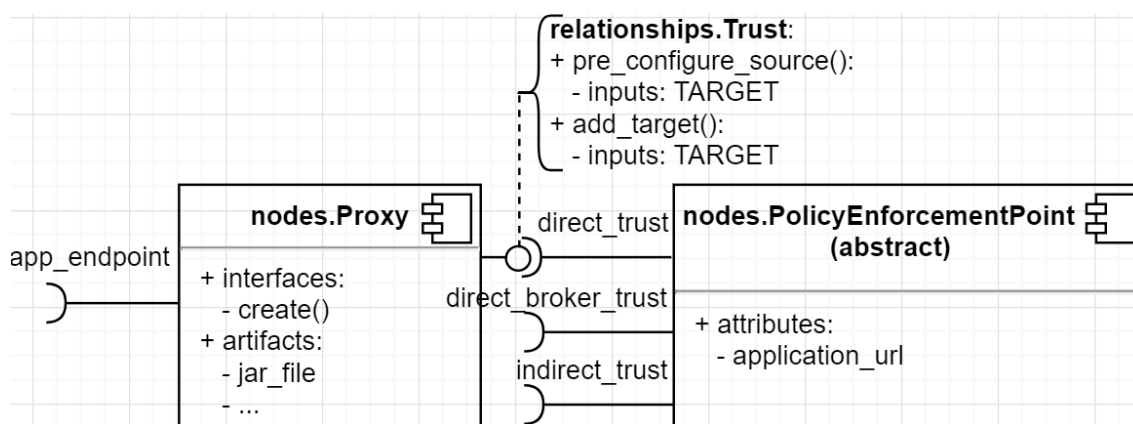 relationships.Trust:
+ pre_configure_source():
- inputs: TARGET
+ add_target():
- inputs: TARGET
app_endpoint
nodes.Proxy
+ interfaces:
- create()
+ artifacts:
- jar_file
- ...
direct_trust
direct_broker_trust
indirect_trust
nodes.PolicyEnforcementPoint
(abstract)
+ attributes:
- application_url